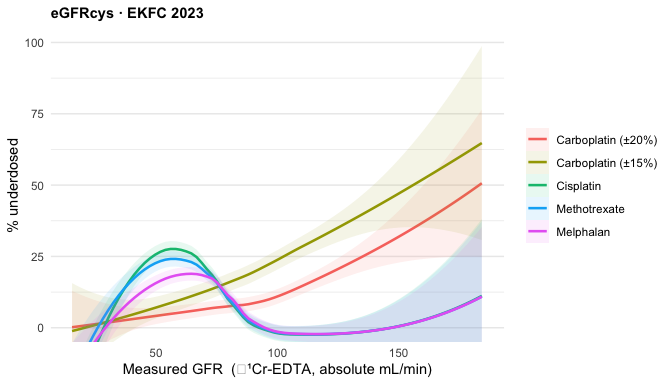 eGFRcys · EKFC 2023
100
75
50
25
0
% underdosed
50
100
150
Measured GFR (□¹Cr-EDTA, absolute mL/min)
Carboplatin (±20%)
Carboplatin (±15%)
Cisplatin
Methotrexate
Melphalan